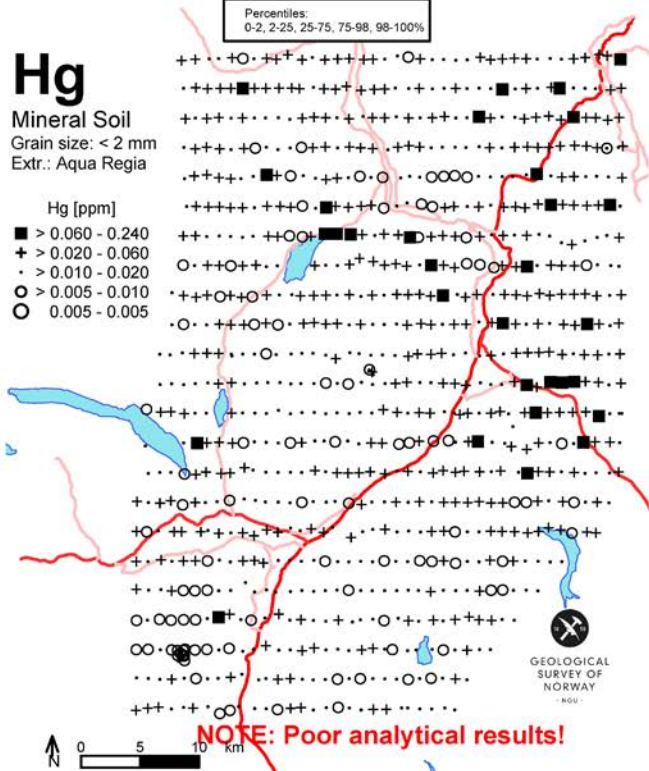 Percentiles:
0-2, 2-25, 25-75, 75-98, 98-100%
Hg
Mineral Soil
Grain size: < 2 mm
Extr.: Aqua Regia
Hg [ppm]
> 0.060 - 0.240
> 0.020 - 0.060
> 0.010 - 0.020
> 0.005 - 0.010
0.005 - 0.005
GEOLOGICAL
SURVEY OF
NORWAY
- NGU -
NOTE: Poor analytical results!
0 5 10 km
N